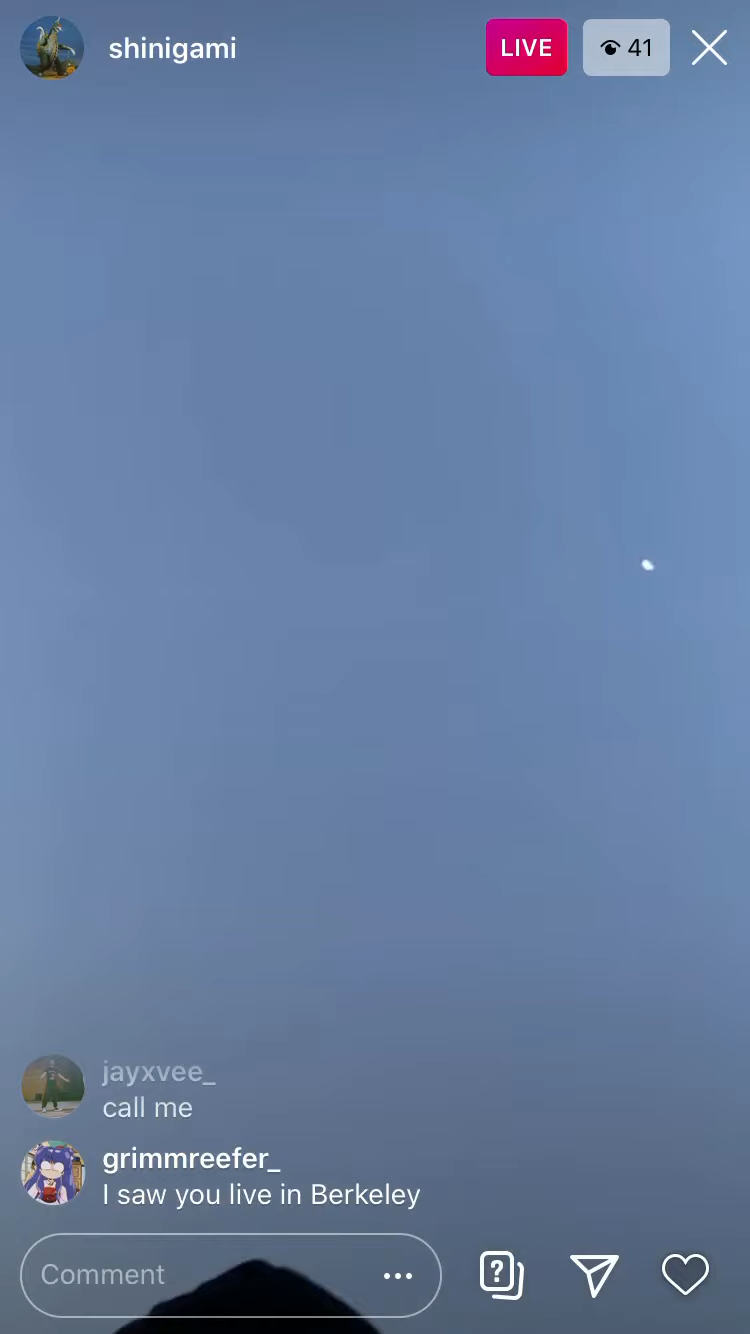 shinigami
LIVE
41
jayxvee_
call me
grimmreefer_
I saw you live in Berkeley
Comment